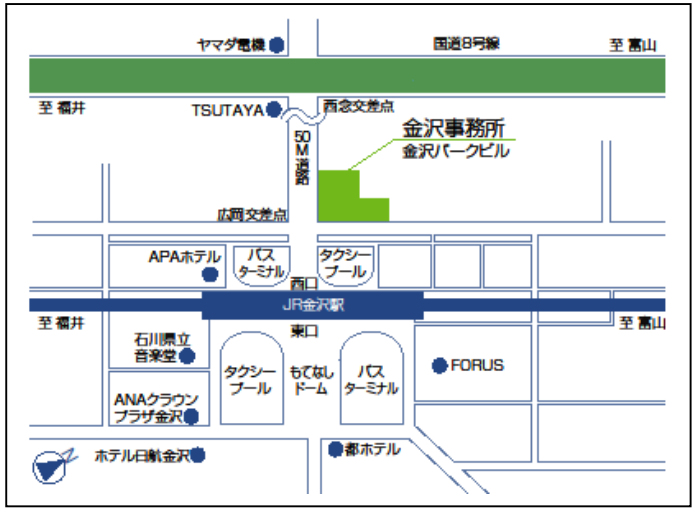 ヤマダ電機
国道8号線
至 富山
至 福井
TSUTAYA
西念交差点
金沢事務所
金沢パークビル
50M道路
広岡交差点
APAホテル
バス
ターミナル
タクシー
プール
西口
JR金沢駅
東口
至 福井
至 富山
石川県立
音楽堂
タクシー
プール
もてなし
ドーム
バス
ターミナル
FORUS
ANAクラウン
プラザ金沢
ホテル日航金沢
都ホテル